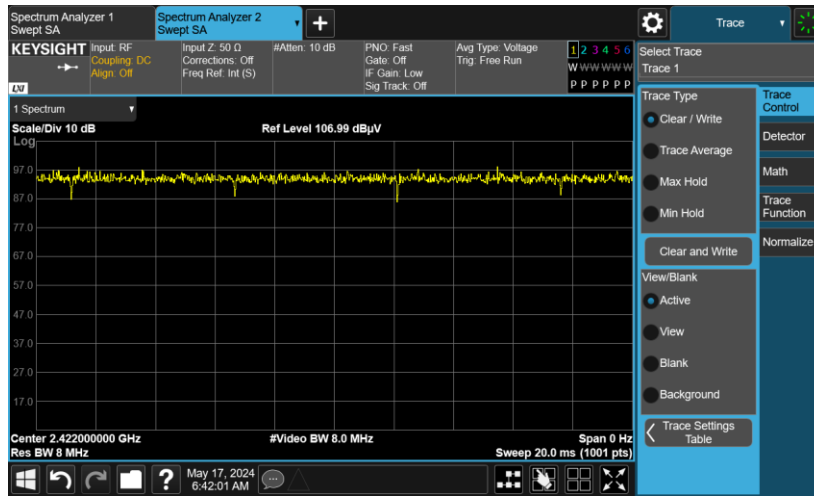 Spectrum Analyzer 1
Swept SA
Spectrum Analyzer 2
Swept SA
Trace
KEYSIGHT
LXI
Input: RF
Coupling: DC
Align: Off
Input Z: 50 Ω
Corrections: Off
Freq Ref: Int (S)
#Atten: 10 dB
PNO: Fast
Gate: Off
IF Gain: Low
Sig Track: Off
Avg Type: Voltage
Trig: Free Run
1 2 3 4 5 6
W W W W W W
P P P P P P
Select Trace
Trace 1
1 Spectrum
Scale/Div 10 dB
Ref Level 106.99 dBµV
Log
97.0
87.0
77.0
67.0
57.0
47.0
37.0
27.0
17.0
Center 2.422000000 GHz
#Video BW 8.0 MHz
Span 0 Hz
Res BW 8 MHz
Sweep 20.0 ms (1001 pts)
Trace Type
Clear / Write
Trace Average
Max Hold
Min Hold
Clear and Write
View/Blank
Active
View
Blank
Background
Trace Settings
Table
Trace
Control
Detector
Math
Trace
Function
Normalize
?
May 17, 2024
6:42:01 AM